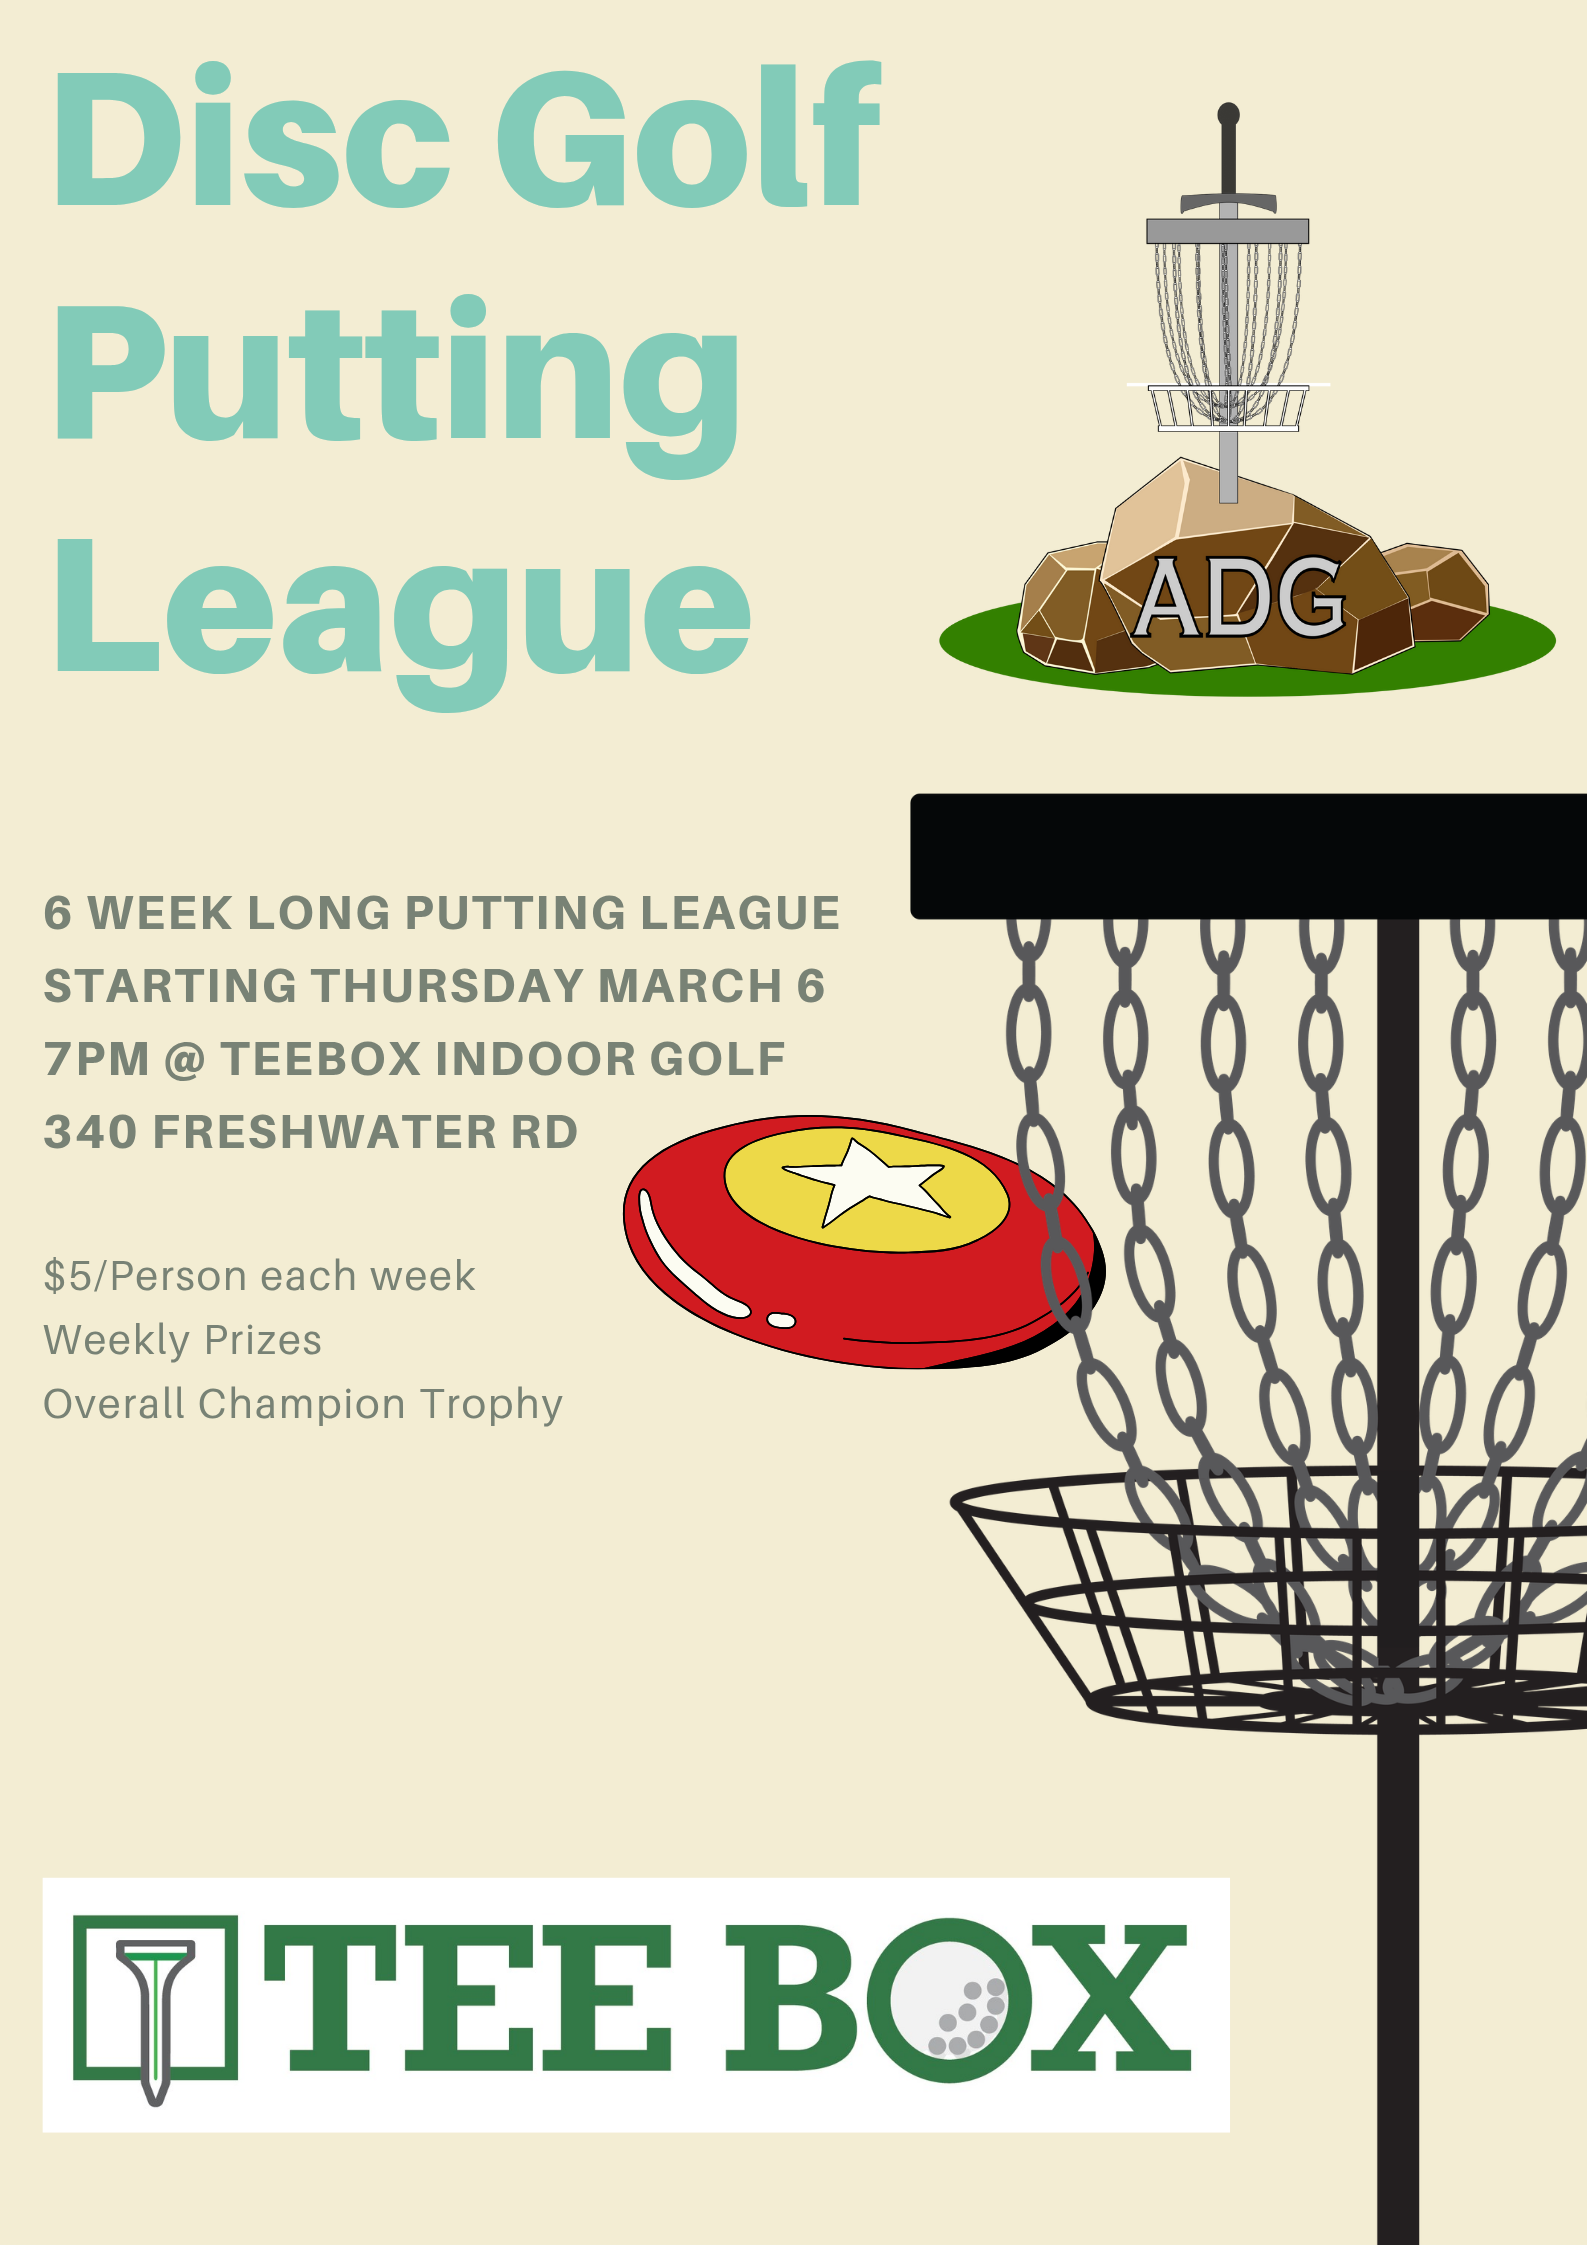 Disc Golf
Putting
League
ADG
6 WEEK LONG PUTTING LEAGUE
STARTING THURSDAY MARCH 6
7PM @ TEEBOX INDOOR GOLF
340 FRESHWATER RD
$5/Person each week
Weekly Prizes
Overall Champion Trophy
TEE BOX